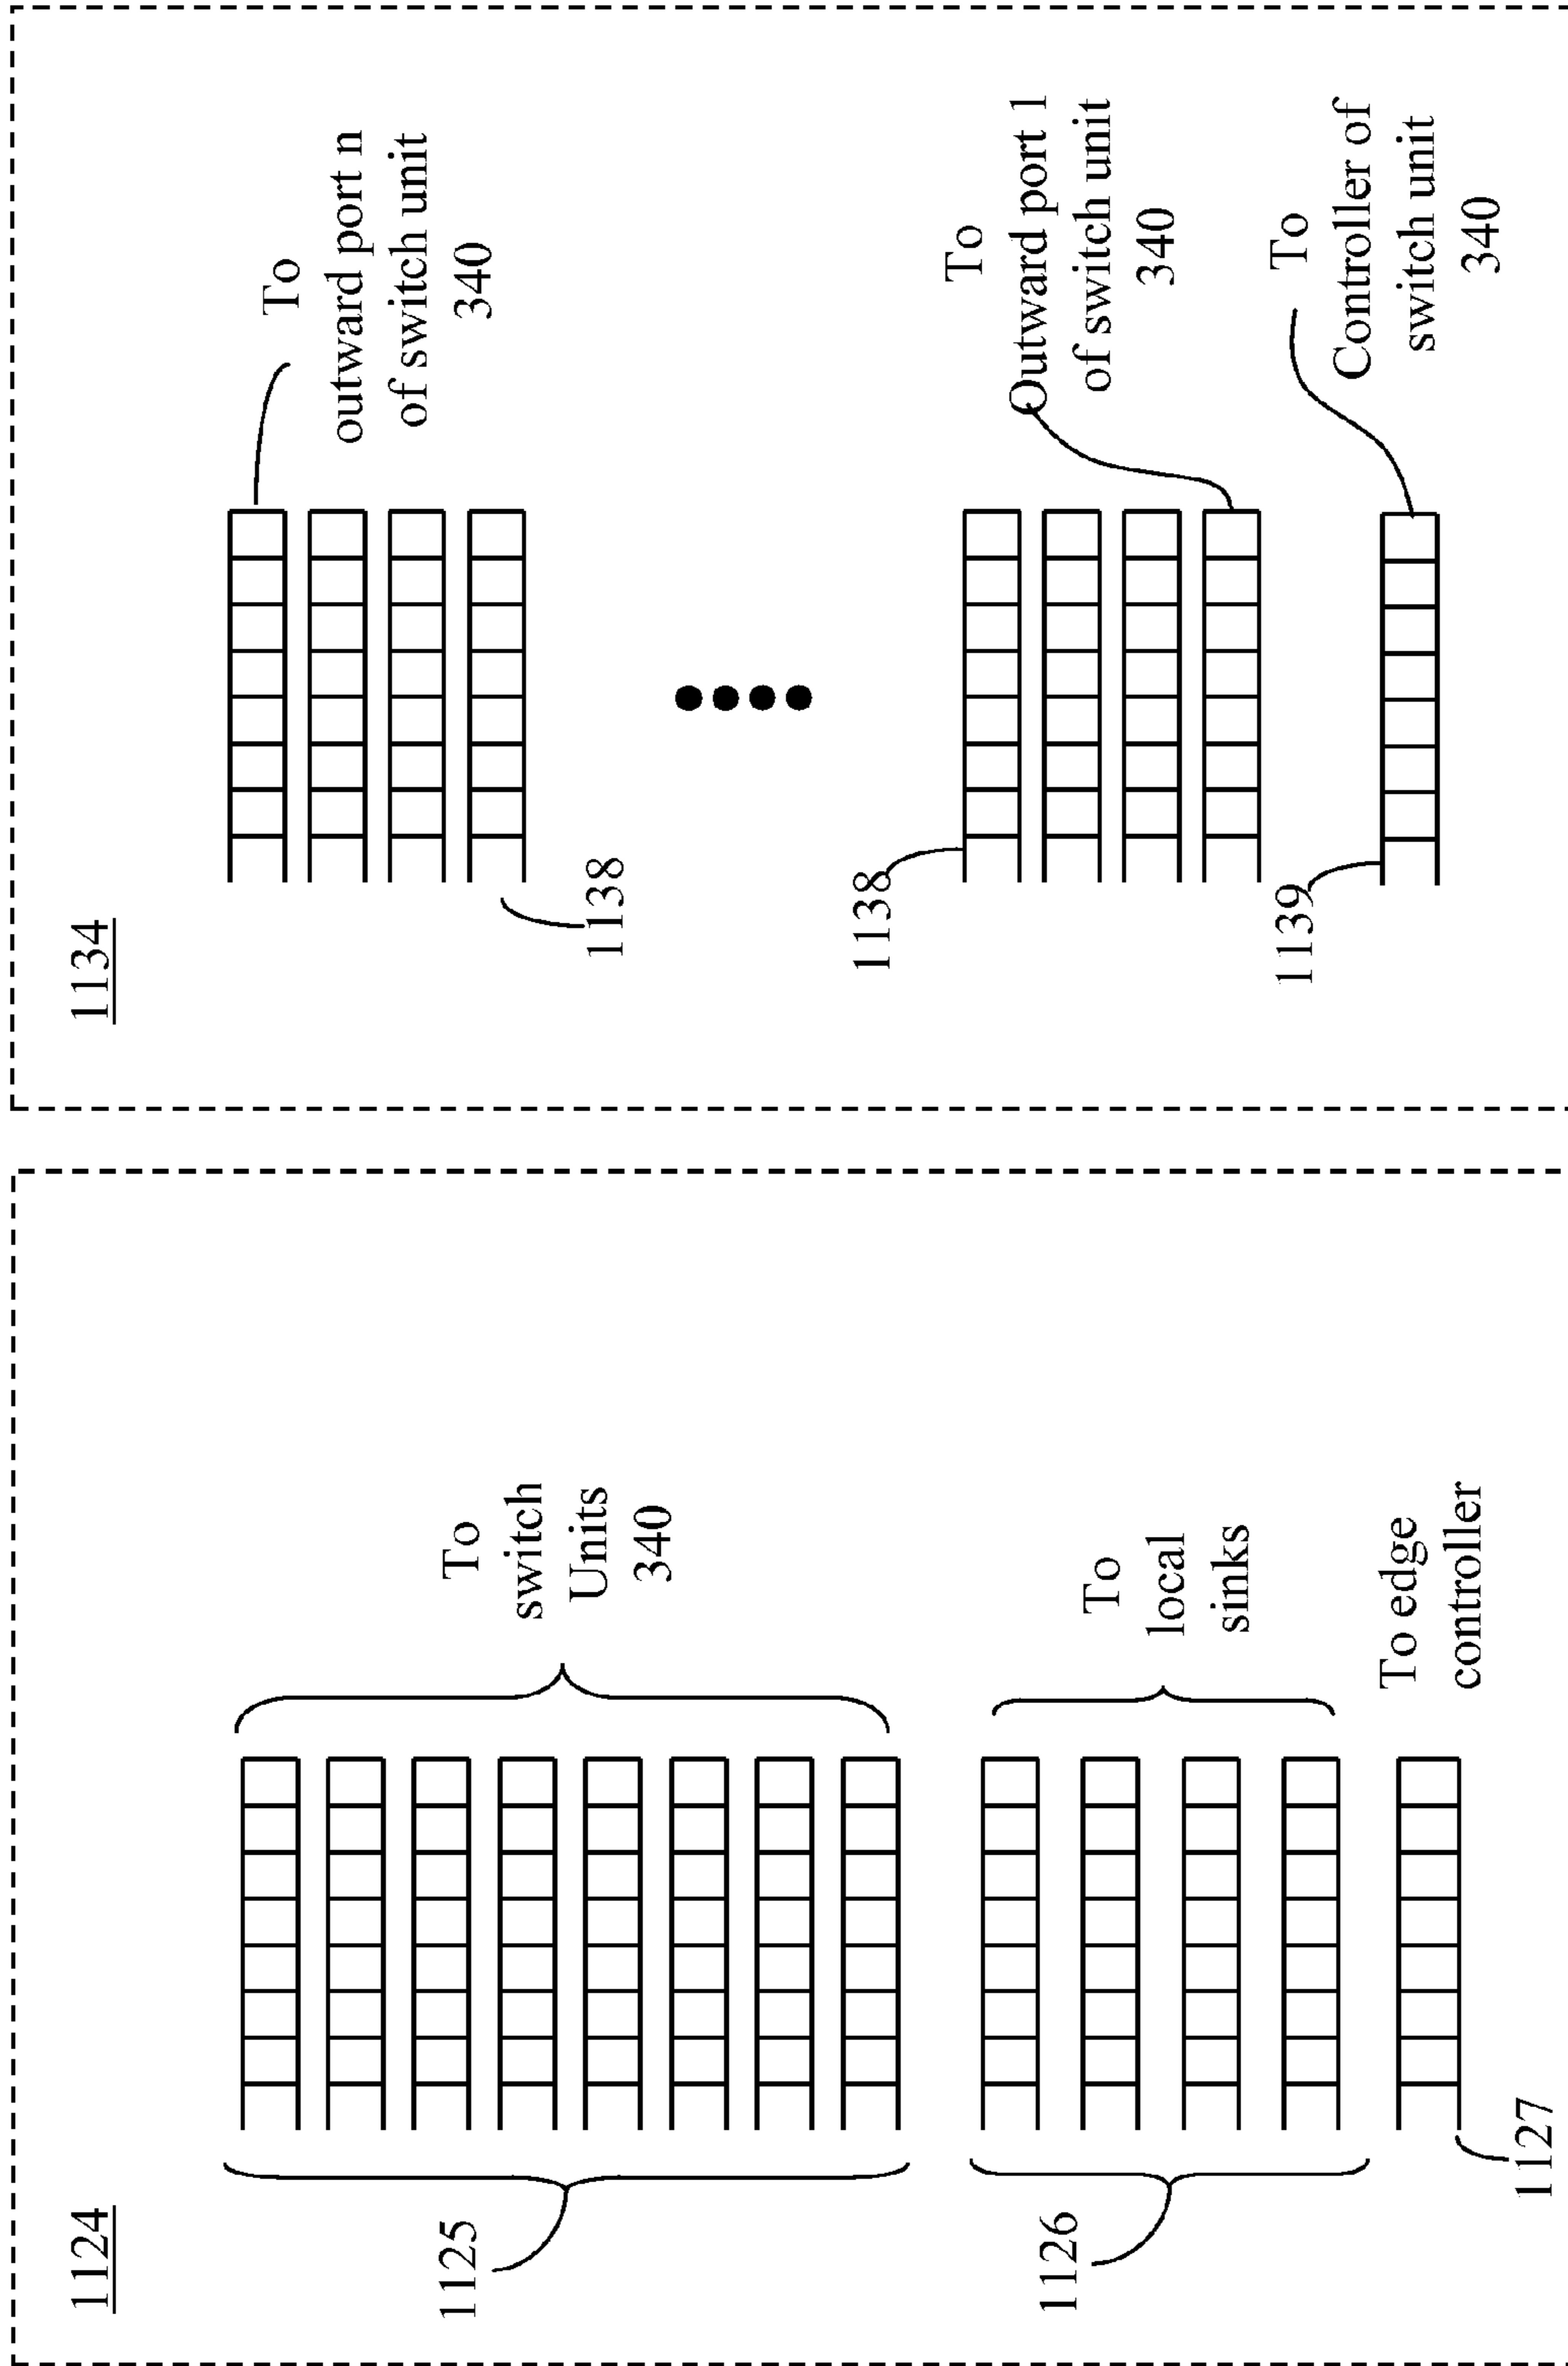 1124
1125
To
switch
Units
340
1126
To
local
sinks
1127
To edge
controller
1134
To
outward port n
of switch unit
340
1138
1138
To
Outward port 1
of switch unit
340
1139
To
Controller of
switch unit
340